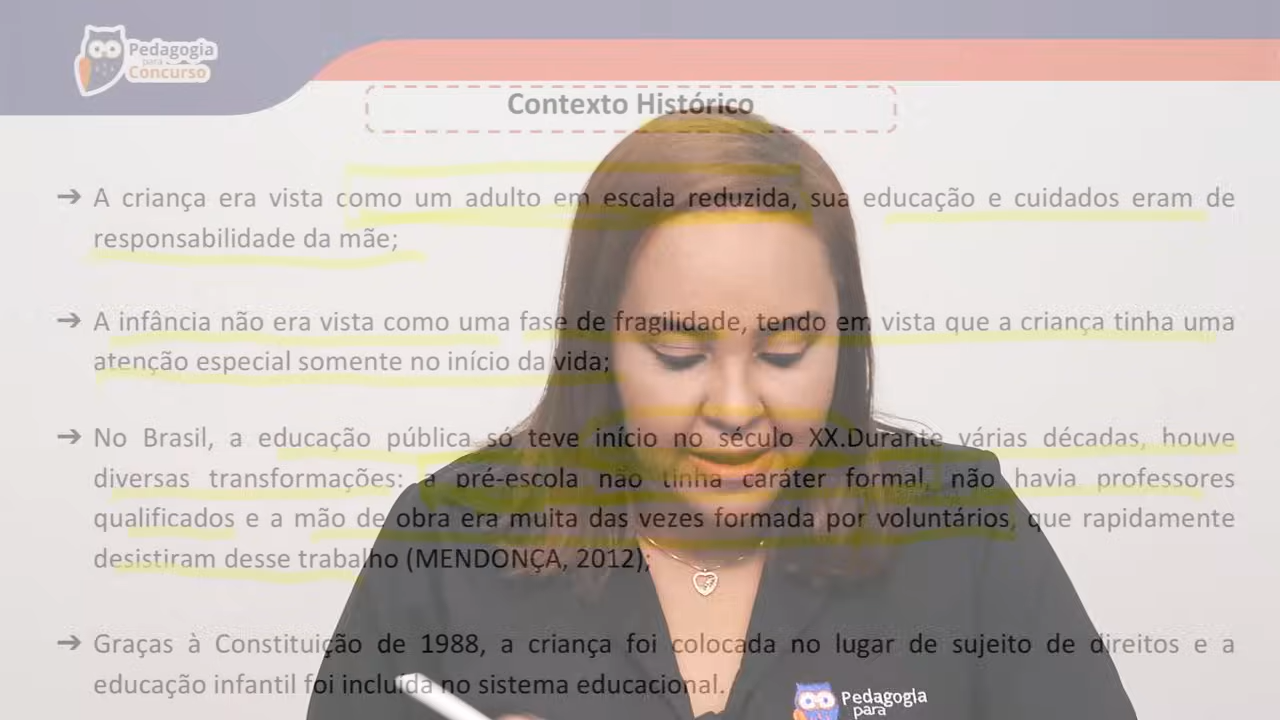 Pedagogia
para
Concurso
Contexto Histórico
➔ A criança era vista como um adulto em escala reduzida, sua educação e cuidados eram de
responsabilidade da mãe;
➔ A infância não era vista como uma fase de fragilidade, tendo em vista que a criança tinha uma
atenção especial somente no início da vida;
➔ No Brasil, a educação pública só teve início no século XX.Durante várias décadas, houve
diversas transformações: a pré-escola não tinha caráter formal, não havia professores
qualificados e a mão de obra era muita das vezes formada por voluntários, que rapidamente
desistiram desse trabalho (MENDONÇA, 2012);
➔ Graças à Constituição de 1988, a criança foi colocada no lugar de sujeito de direitos e a
educação infantil foi incluída no sistema educacional.
Pedagogia
para